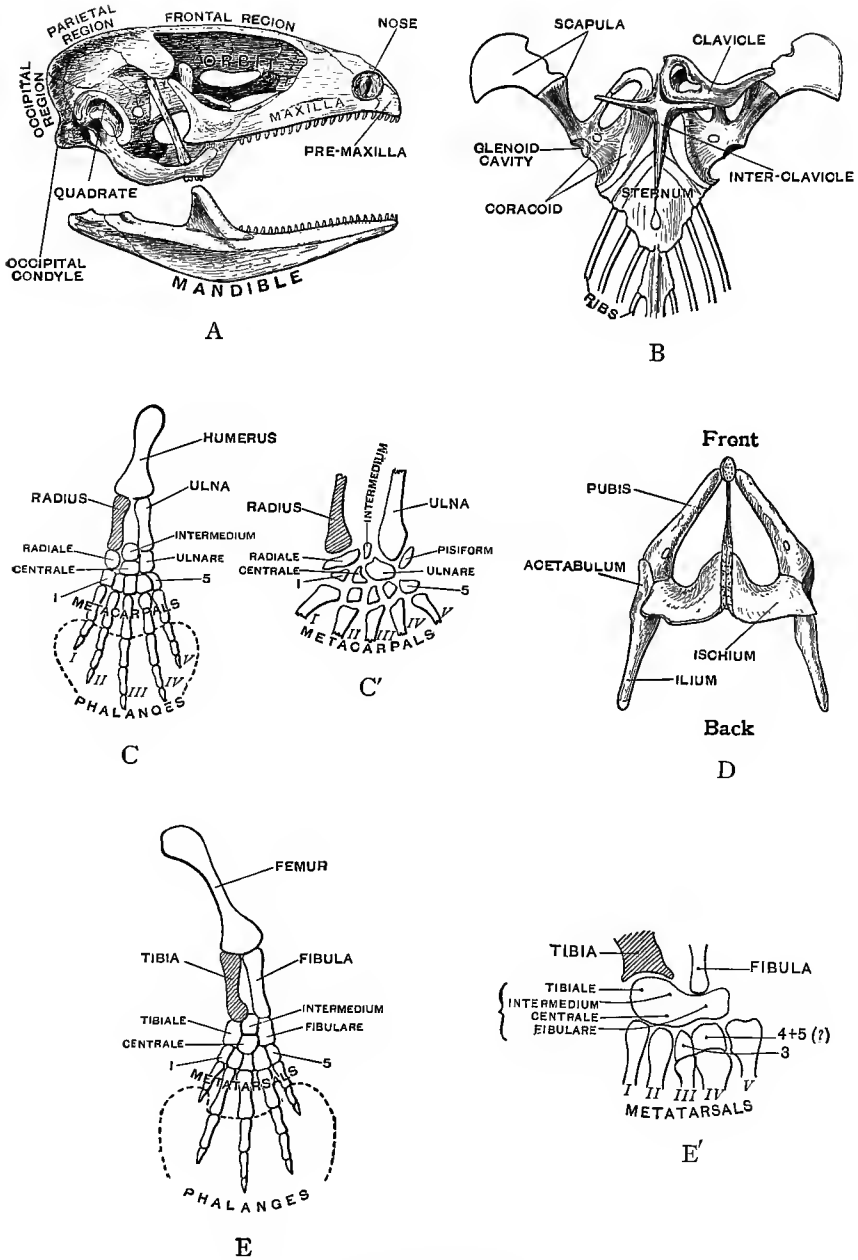 PARIETAL REGION
FRONTAL REGION
NOSE
OCCIPITAL REGION
ORBIT
MAXILLA
PRE-MAXILLA
QUADRATE
OCCIPITAL CONDYLE
MANDIBLE
A
SCAPULA
CLAVICLE
GLENOID CAVITY
INTER-CLAVICLE
CORACOID
STERNUM
RIBS
B
HUMERUS
RADIUS
ULNA
INTERMEDIUM
RADIALE
ULNARE
CENTRALE
1
5
METACARPALS
I
II
III
IV
V
PHALANGES
C
INTERMEDIUM
RADIUS
ULNA
RADIALE
PISIFORM
CENTRALE
ULNARE
1
5
I
II
III
IV
V
METACARPALS
C′
Front
PUBIS
ACETABULUM
ISCHIUM
ILIUM
Back
D
FEMUR
TIBIA
FIBULA
INTERMEDIUM
TIBIALE
FIBULARE
CENTRALE
1
5
METATARSALS
PHALANGES
E
TIBIA
FIBULA
TIBIALE
INTERMEDIUM
CENTRALE
FIBULARE
4+5 (?)
3
I
II
III
IV
V
METATARSALS
E′